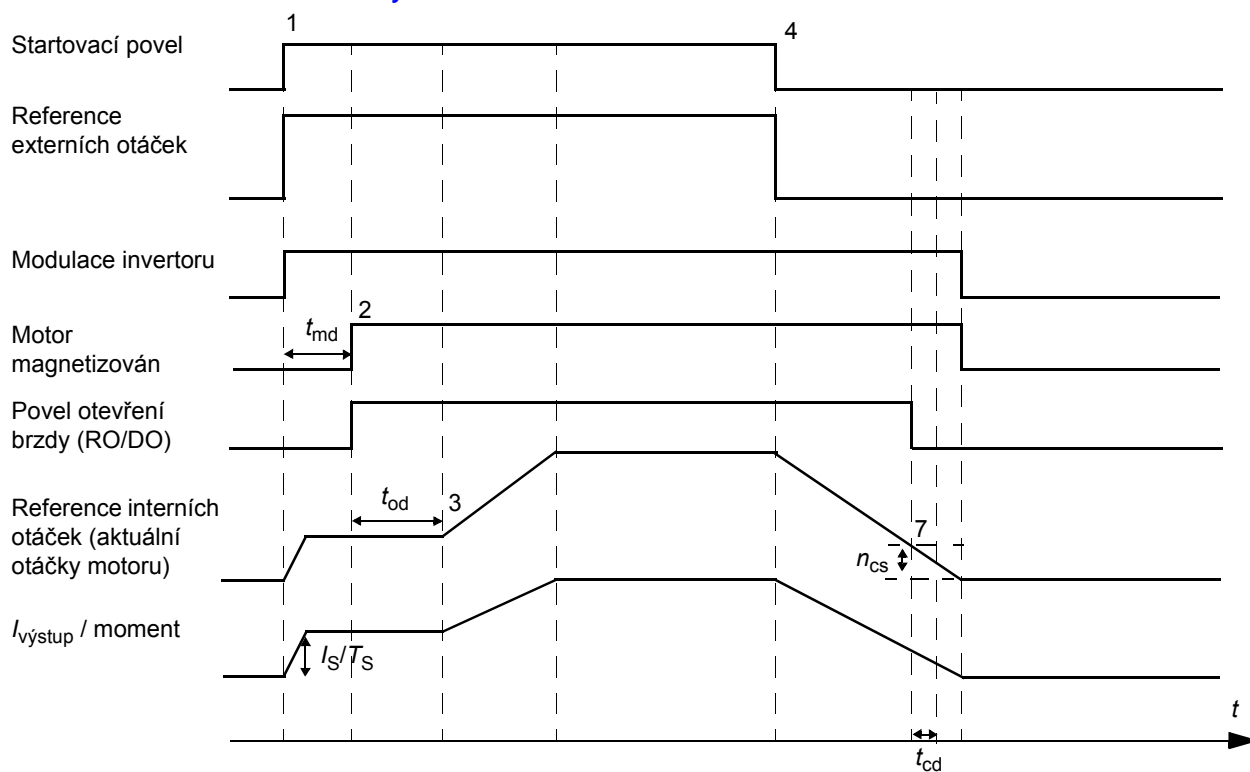 1
Startovací povel
4
Reference
externích otáček
Modulace invertoru
2
Motor
magnetizován
tmd
Povel otevření
brzdy (RO/DO)
Reference interních
otáček (aktuální
otáčky motoru)
tod
3
7
ncs
Ivýstup / moment
IS/TS
t
tcd